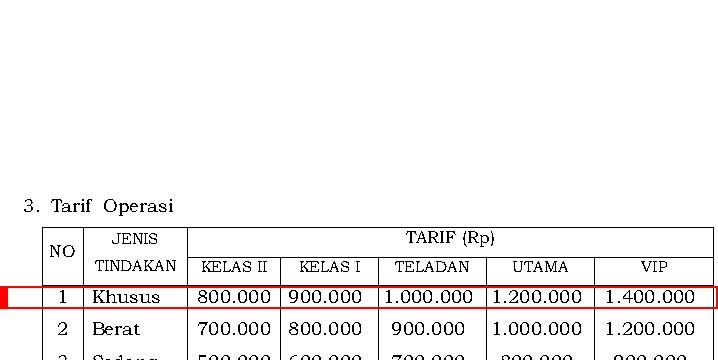 3. Tarif Operasi
NO JENIS TINDAKAN TARIF (Rp)
KELAS II KELAS I TELADAN UTAMA VIP
1 Khusus 800.000 900.000 1.000.000 1.200.000 1.400.000
2 Berat 700.000 800.000 900.000 1.000.000 1.200.000